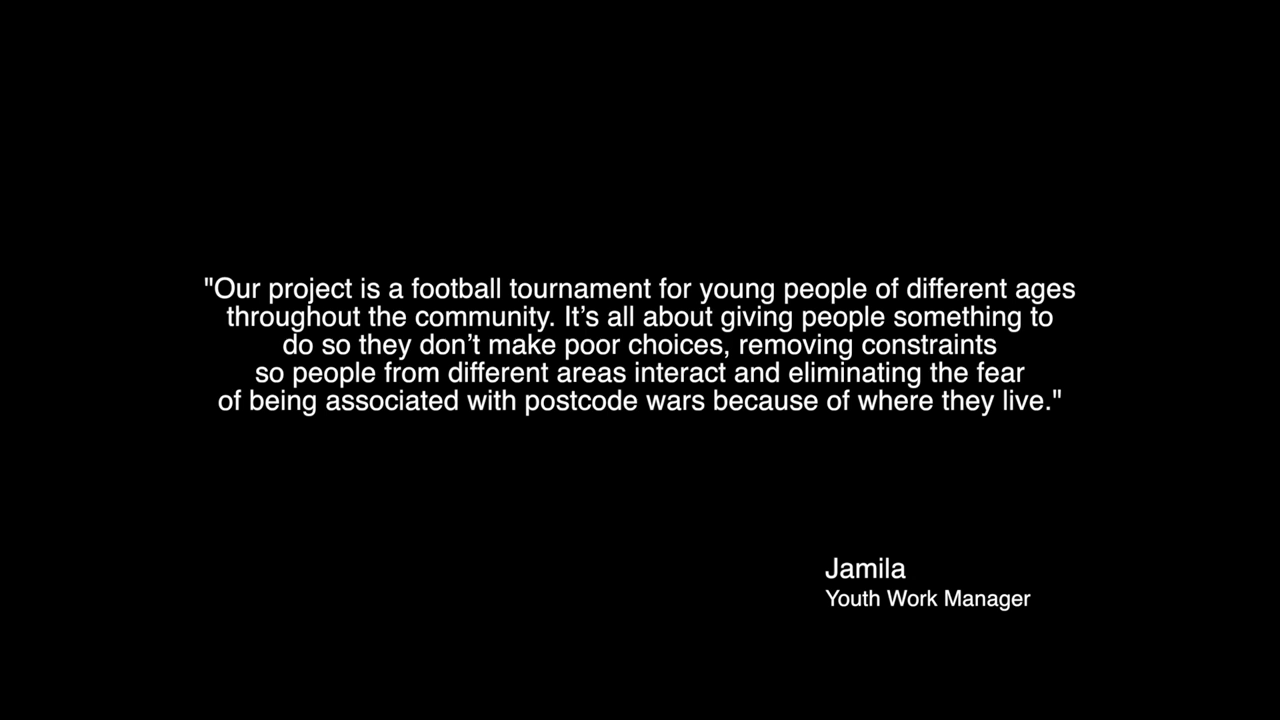 "Our project is a football tournament for young people of different ages
throughout the community. It’s all about giving people something to
do so they don’t make poor choices, removing constraints
so people from different areas interact and eliminating the fear
of being associated with postcode wars because of where they live."
Jamila
Youth Work Manager